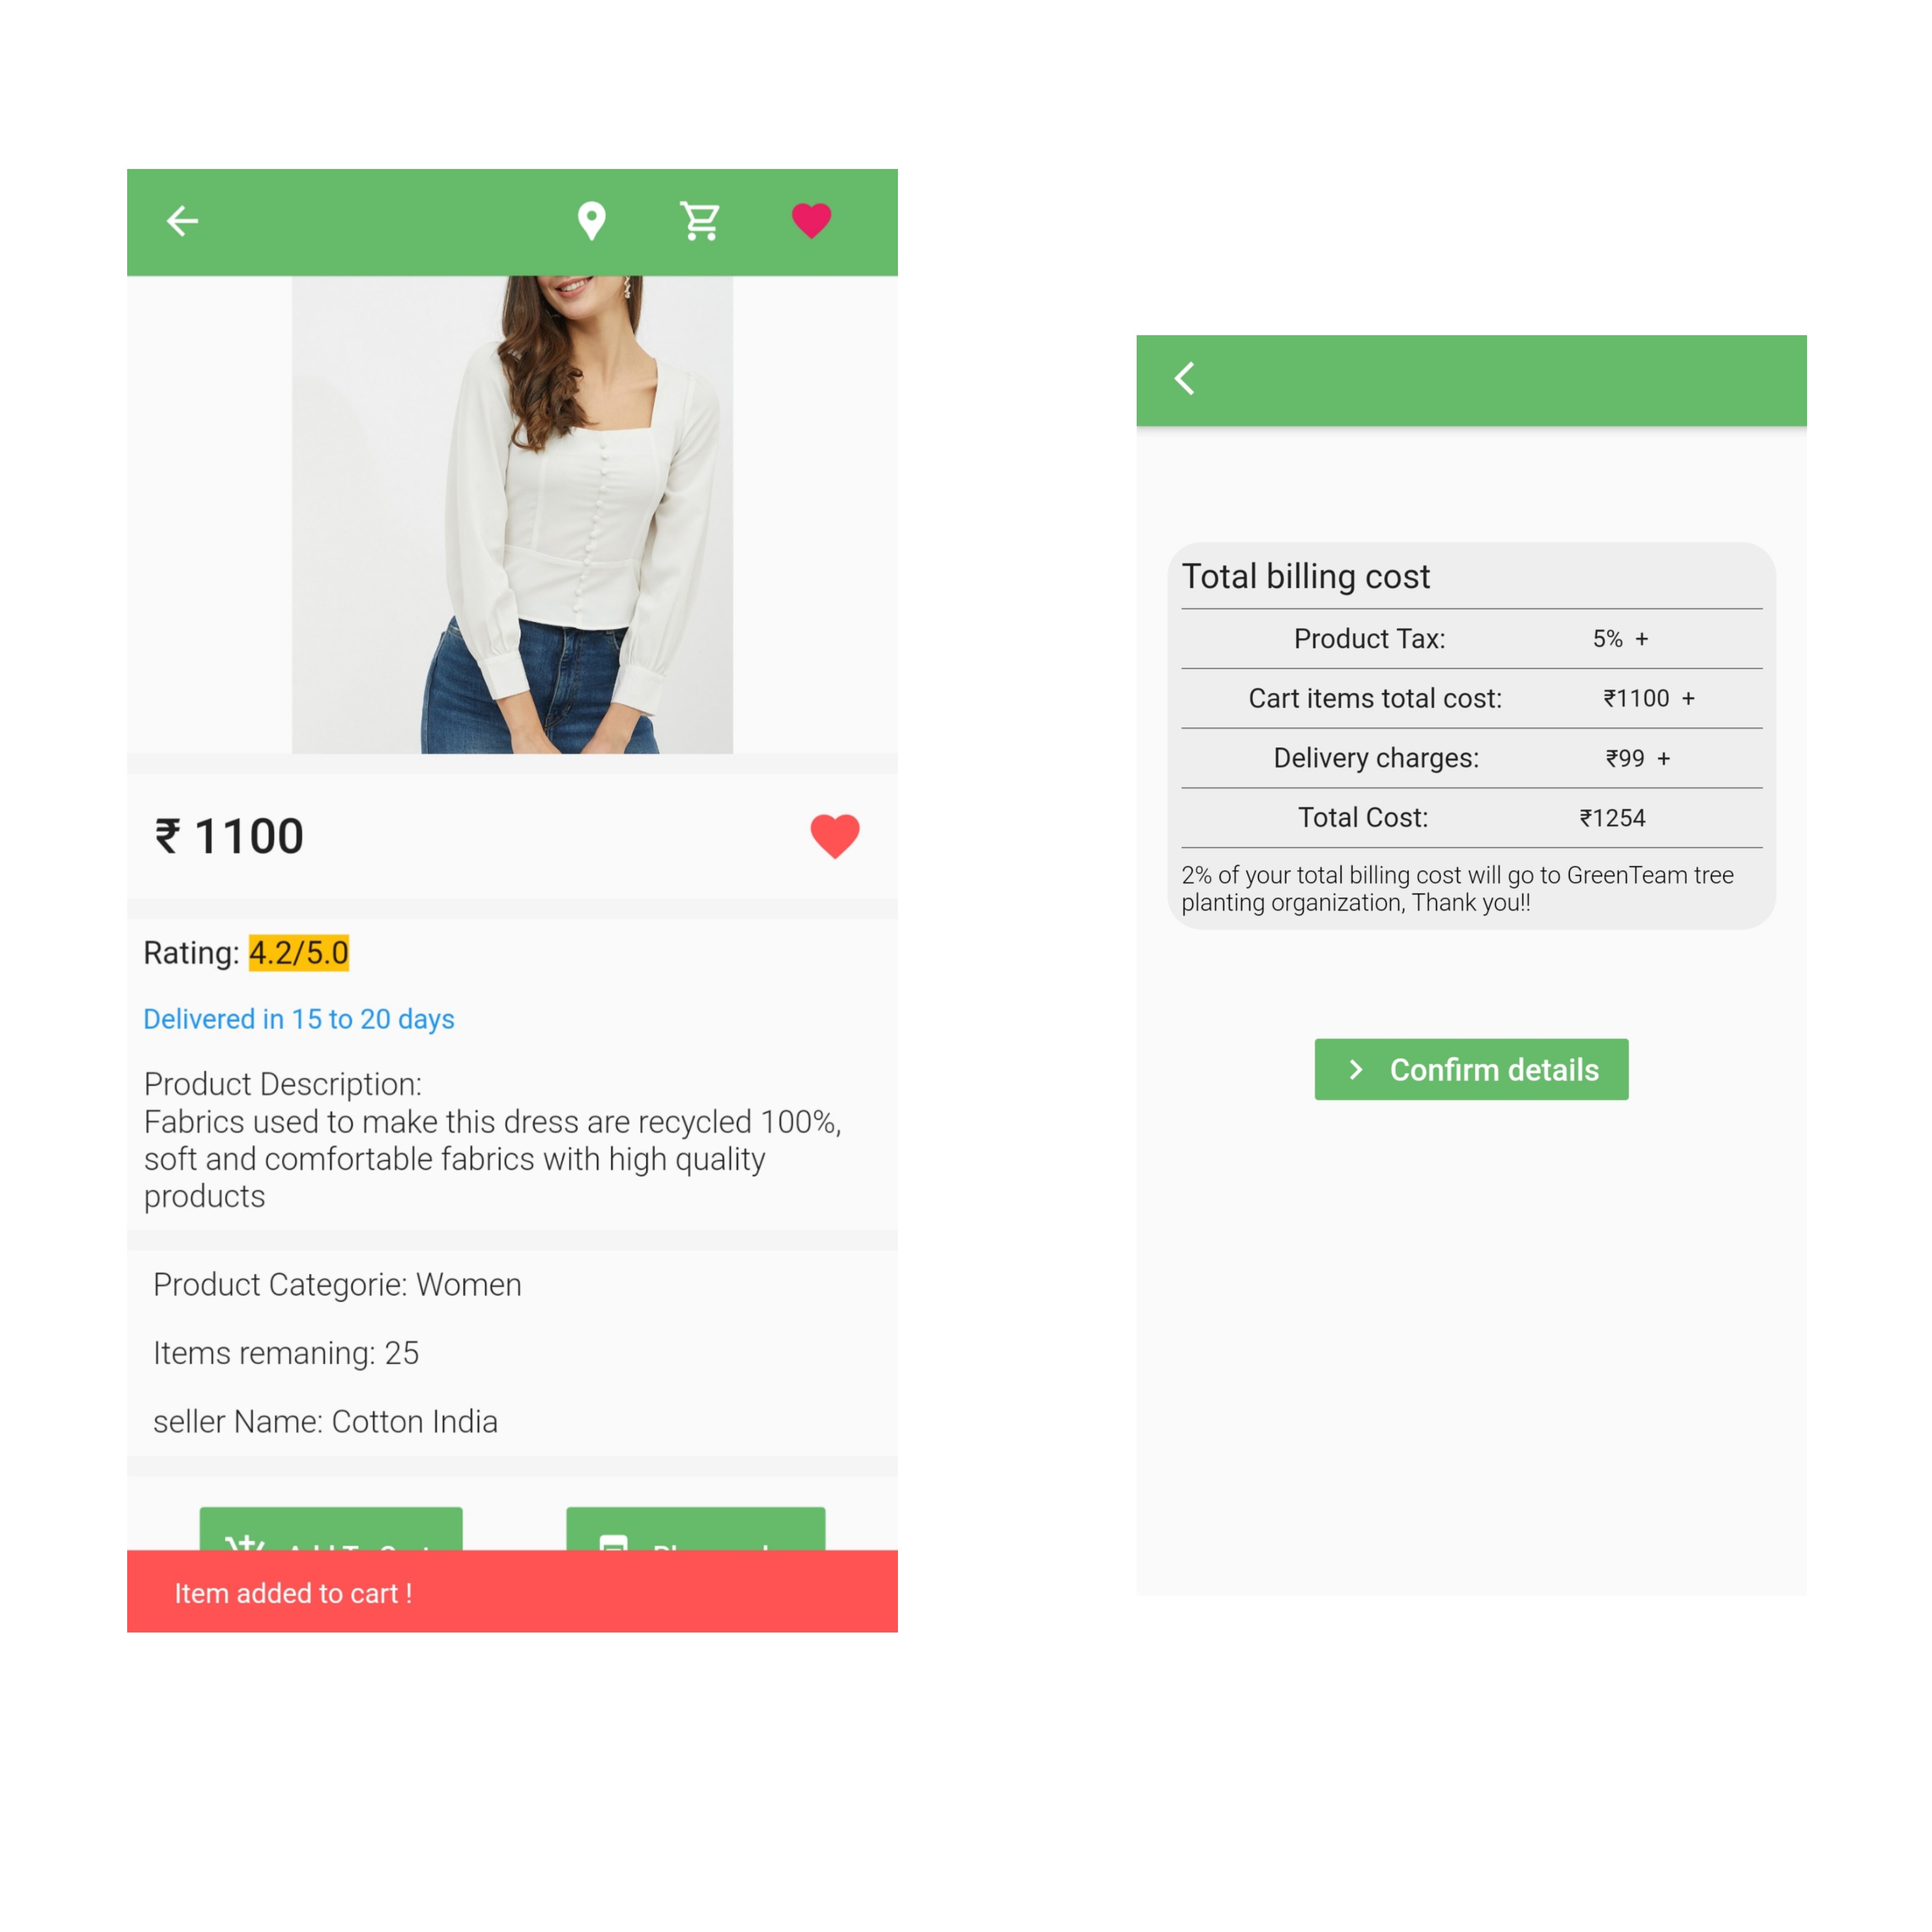 ₹ 1100
Rating: 4.2/5.0
Delivered in 15 to 20 days
Product Description:
Fabrics used to make this dress are recycled 100%,
soft and comfortable fabrics with high quality
products
Product Categorie: Women
Items remaning: 25
seller Name: Cotton India
Item added to cart !
Total billing cost
Product Tax: 5% +
Cart items total cost: ₹1100 +
Delivery charges: ₹99 +
Total Cost: ₹1254
2% of your total billing cost will go to GreenTeam tree
planting organization, Thank you!!
Confirm details